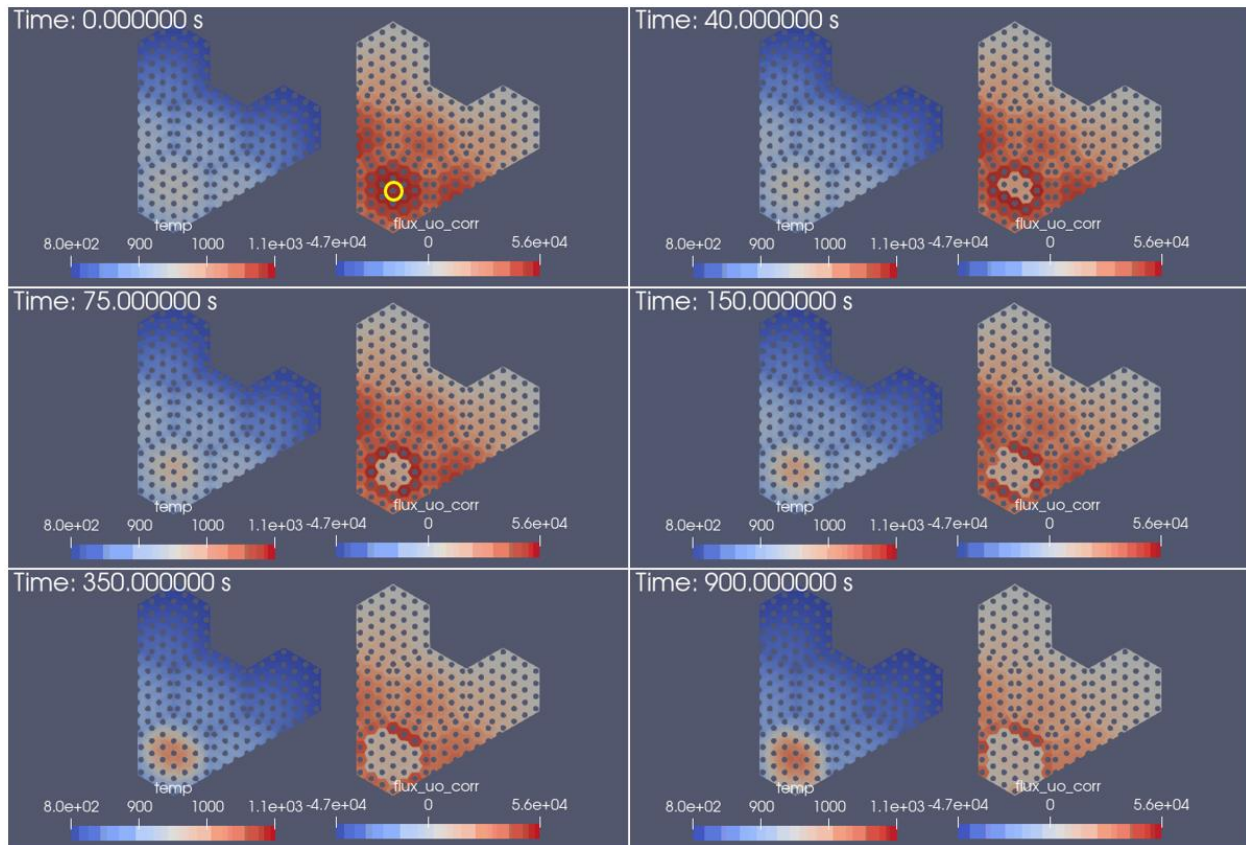 Time: 0.000000 s
temp
flux_uo_corr
8.0e+02 900 1000 1.1e+03
-4.7e+04 0 5.6e+04
Time: 40.000000 s
temp
flux_uo_corr
8.0e+02 900 1000 1.1e+03
-4.7e+04 0 5.6e+04
Time: 75.000000 s
temp
flux_uo_corr
8.0e+02 900 1000 1.1e+03
-4.7e+04 0 5.6e+04
Time: 150.000000 s
temp
flux_uo_corr
8.0e+02 900 1000 1.1e+03
-4.7e+04 0 5.6e+04
Time: 350.000000 s
temp
flux_uo_corr
8.0e+02 900 1000 1.1e+03
-4.7e+04 0 5.6e+04
Time: 900.000000 s
temp
flux_uo_corr
8.0e+02 900 1000 1.1e+03
-4.7e+04 0 5.6e+04